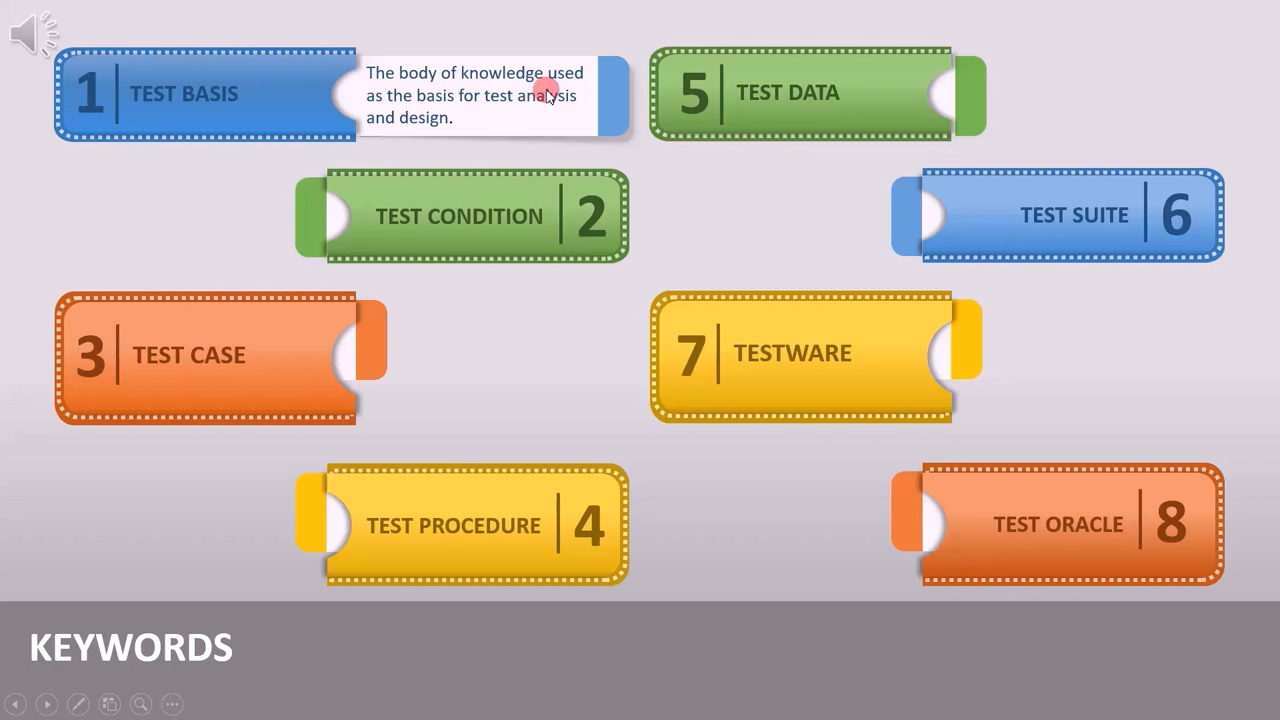 1 TEST BASIS
The body of knowledge used
as the basis for test analysis
and design.
TEST CONDITION 2
3 TEST CASE
TEST PROCEDURE 4
5 TEST DATA
TEST SUITE 6
7 TESTWARE
TEST ORACLE 8
KEYWORDS